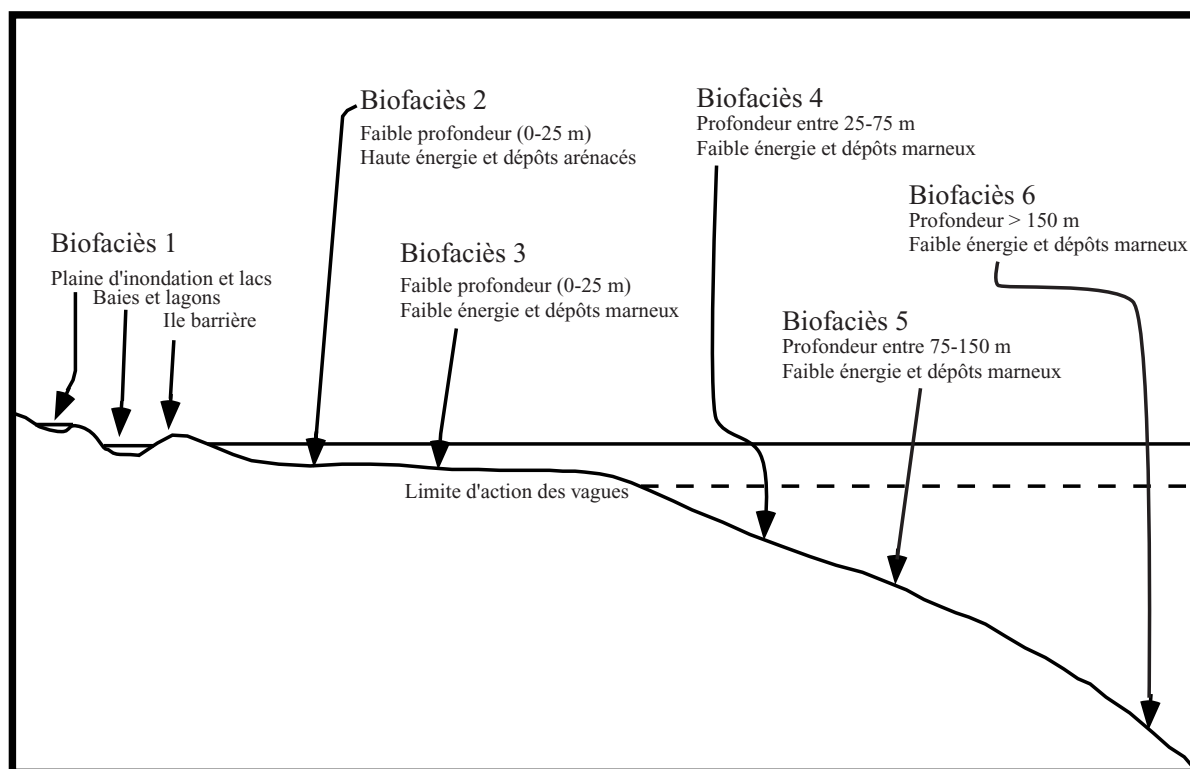 Biofaciès 1
Plaine d'inondation et lacs
Baies et lagons
Ile barrière
Biofaciès 2
Faible profondeur (0-25 m)
Haute énergie et dépôts arénacés
Biofaciès 3
Faible profondeur (0-25 m)
Faible énergie et dépôts marneux
Biofaciès 4
Profondeur entre 25-75 m
Faible énergie et dépôts marneux
Biofaciès 5
Profondeur entre 75-150 m
Faible énergie et dépôts marneux
Biofaciès 6
Profondeur > 150 m
Faible énergie et dépôts marneux
Limite d'action des vagues